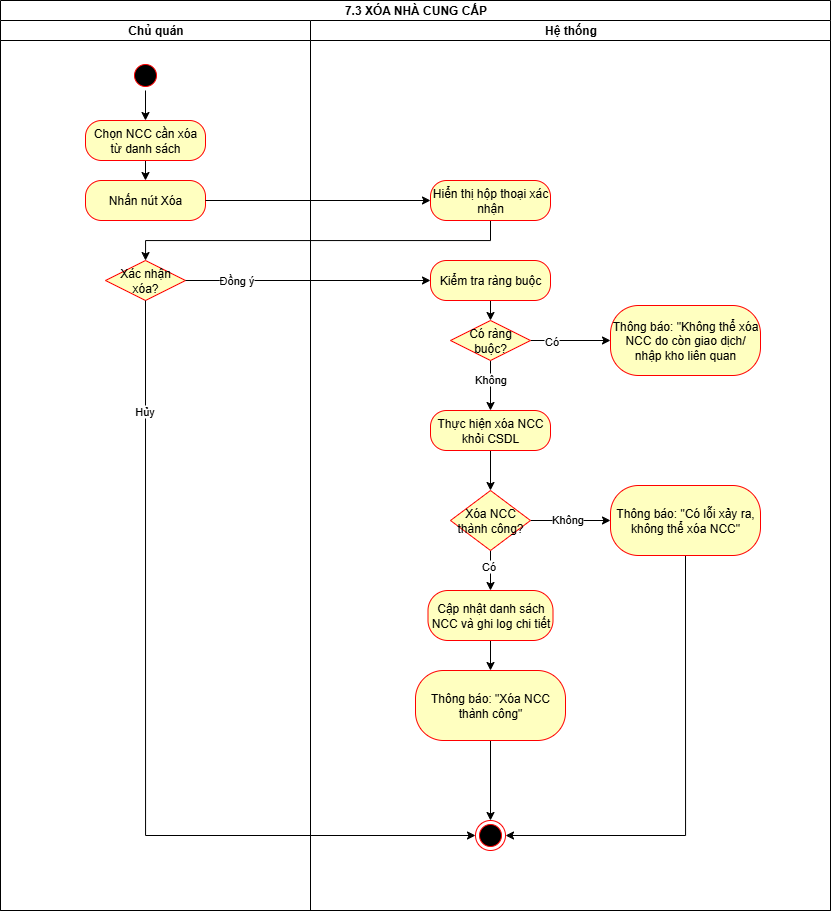 7.3 XÓA NHÀ CUNG CẤP
Chủ quán
Hệ thống
Chọn NCC cần xóa
từ danh sách
Nhấn nút Xóa
Hiển thị hộp thoại xác
nhận
Xác nhận
xóa?
Đồng ý
Kiểm tra ràng buộc
Có ràng
buộc?
Có
Thông báo: "Không thể xóa
NCC do còn giao dịch/
nhập kho liên quan
Không
Hủy
Thực hiện xóa NCC
khỏi CSDL
Xóa NCC
thành công?
Không
Thông báo: "Có lỗi xảy ra,
không thể xóa NCC"
Có
Cập nhật danh sách
NCC và ghi log chi tiết
Thông báo: "Xóa NCC
thành công"